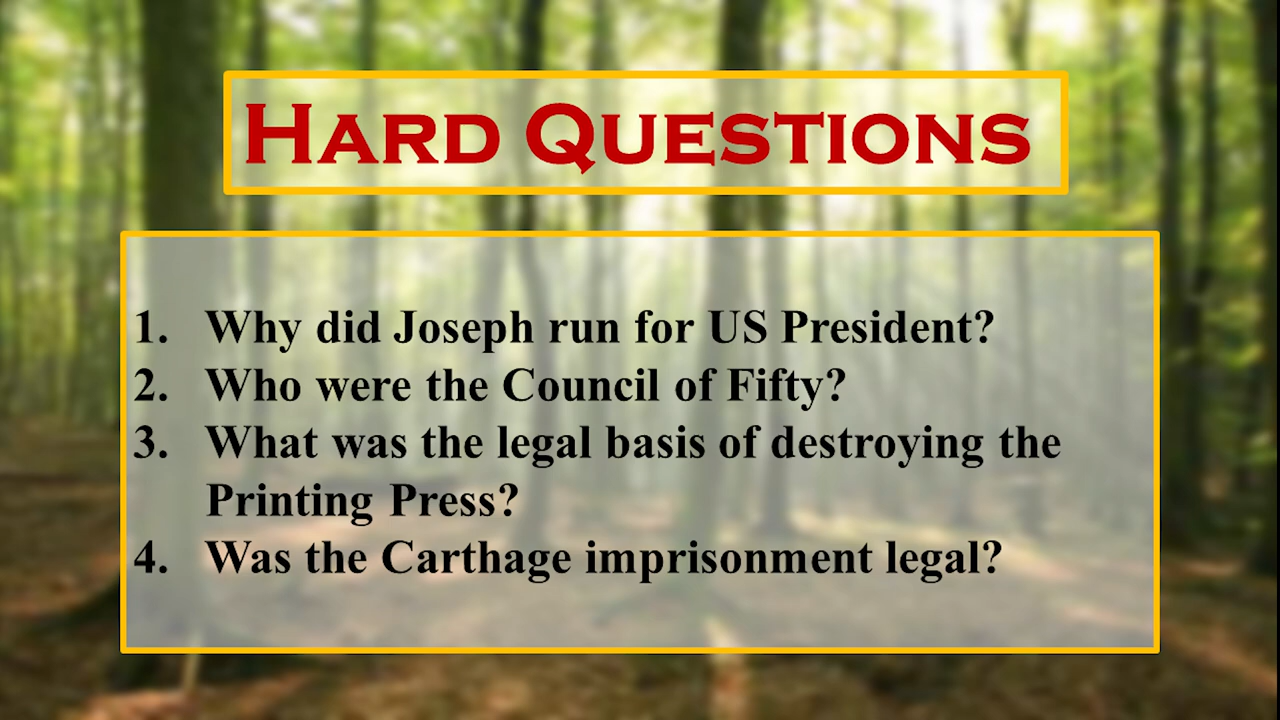 Hard Questions
1. Why did Joseph run for US President?
2. Who were the Council of Fifty?
3. What was the legal basis of destroying the
Printing Press?
4. Was the Carthage imprisonment legal?